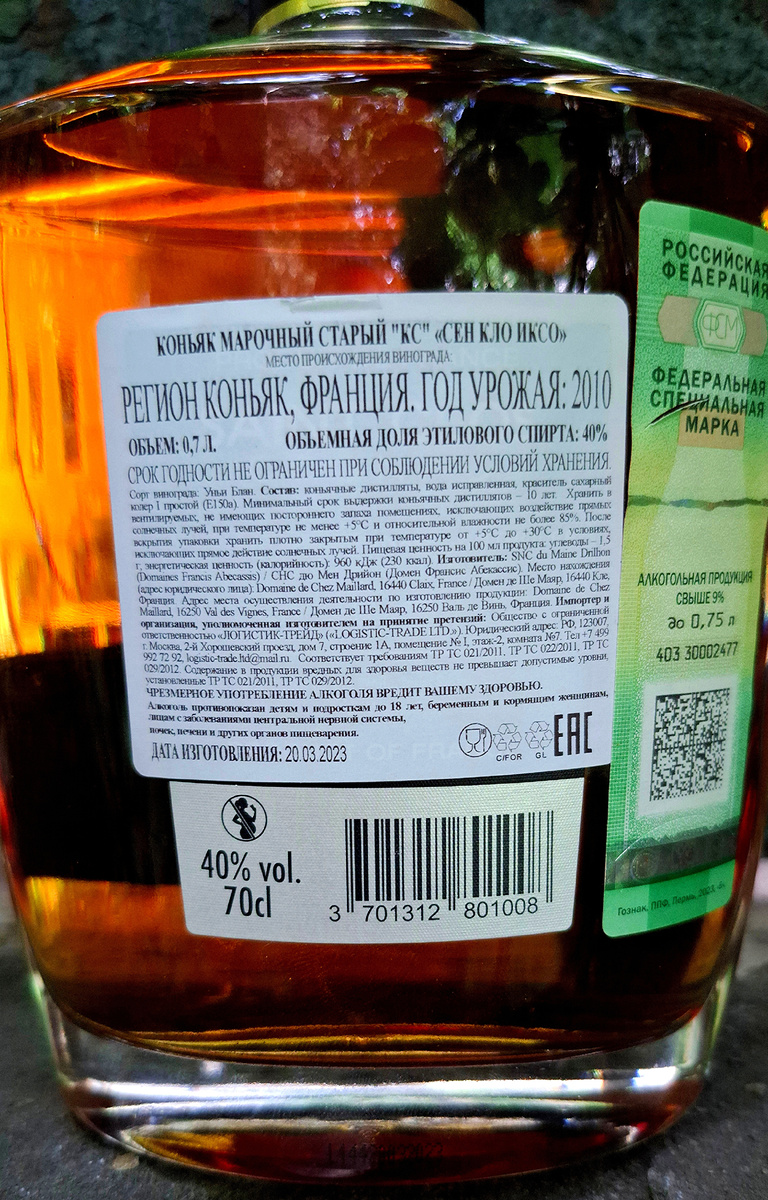 КОНЬЯК МАРОЧНЫЙ СТАРЫЙ "КС" «СЕН КЛО ИКСО»
МЕСТО ПРОИСХОЖДЕНИЯ ВИНОГРАДА:
РЕГИОН КОНЬЯК, ФРАНЦИЯ. ГОД УРОЖАЯ: 2010
ОБЪЕМ: 0,7 Л. ОБЪЕМНАЯ ДОЛЯ ЭТИЛОВОГО СПИРТА: 40%
СРОК ГОДНОСТИ НЕ ОГРАНИЧЕН ПРИ СОБЛЮДЕНИИ УСЛОВИЙ ХРАНЕНИЯ.
Сорт винограда: Уньи Блан. Состав: коньячные дистилляты, вода исправленная, краситель сахарный
колер I простой (Е150а). Минимальный срок выдержки коньячных дистиллятов – 10 лет. Хранить в
вентилируемых, не имеющих постороннего запаха помещениях, исключающих воздействие прямых
солнечных лучей, при температуре не менее +5°С и относительной влажности не более 85%. После
вскрытия упаковки хранить плотно закрытым при температуре от +5°С до +30°С в условиях,
исключающих прямое действие солнечных лучей. Пищевая ценность на 100 мл продукта: углеводы – 1,5
г, энергетическая ценность (калорийность): 960 кДж (230 ккал). Изготовитель: SNC du Maine Drilhon
(Domaines Francis Abecassis) / СНС дю Мен Дрийон (Домен Франсис Абекассис). Место нахождения
(адрес юридического лица): Domaine de Chez Maillard, 16440 Claix, France / Домен де Ше Маяр, 16440 Кле,
Франция. Адрес места осуществления деятельности по изготовлению продукции: Domaine de Chez
Maillard, 16250 Val des Vignes, France / Домен де Ше Маяр, 16250 Валь де Винь, Франция. Импортер и
организация, уполномоченная изготовителем на принятие претензий: Общество с ограниченной
ответственностью «ЛОГИСТИК-ТРЕЙД» («LOGISTIC-TRADE LTD.»). Юридический адрес: РФ, 123007,
г. Москва, 2-й Хорошевский проезд, дом 7, строение 1А, помещение № I, этаж-2, комната №7. Тел +7 499
992 72 92, logistic-trade.ltd@mail.ru. Соответствует требованиям ТР ТС 021/2011, ТР ТС 022/2011, ТР ТС
029/2012. Содержание в продукции вредных для здоровья веществ не превышает допустимые уровни,
установленные ТР ТС 021/2011, ТР ТС 029/2012.
ЧРЕЗМЕРНОЕ УПОТРЕБЛЕНИЕ АЛКОГОЛЯ ВРЕДИТ ВАШЕМУ ЗДОРОВЬЮ.
Алкоголь противопоказан детям и подросткам до 18 лет, беременным и кормящим женщинам,
лицам с заболеваниями центральной нервной системы,
почек, печени и других органов пищеварения.
ДАТА ИЗГОТОВЛЕНИЯ: 20.03.2023
C/FOR GL EAC
40% vol.
70cl
3 701312 801008
РОССИЙСКАЯ
ФЕДЕРАЦИЯ
ФСМ
ФЕДЕРАЛЬНАЯ
СПЕЦИАЛЬНАЯ
МАРКА
АЛКОГОЛЬНАЯ ПРОДУКЦИЯ
СВЫШЕ 9%
до 0,75 л
403 30002477
Гознак, ППФ, Пермь, 2023,